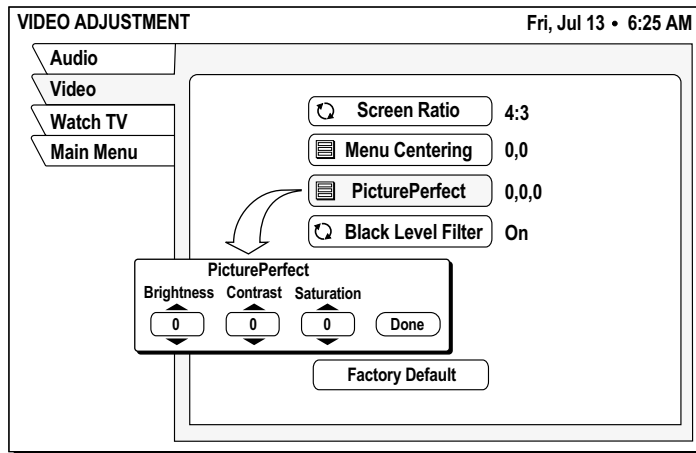 VIDEO ADJUSTMENT
Fri, Jul 13 • 6:25 AM
Audio
Video
Watch TV
Main Menu
Screen Ratio 4:3
Menu Centering 0,0
PicturePerfect 0,0,0
Black Level Filter On
PicturePerfect
Brightness Contrast Saturation
0 0 0 Done
Factory Default